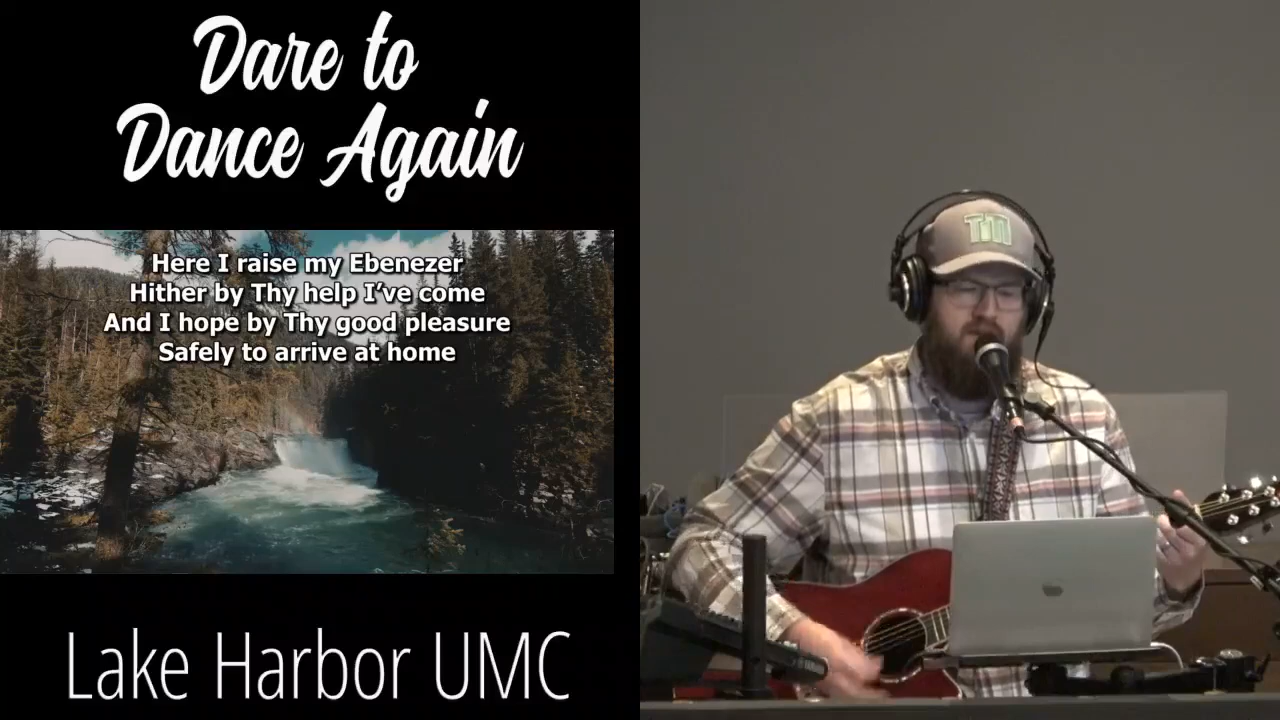 Dare to
Dance Again
Here I raise my Ebenezer
Hither by Thy help I've come
And I hope by Thy good pleasure
Safely to arrive at home
Lake Harbor UMC